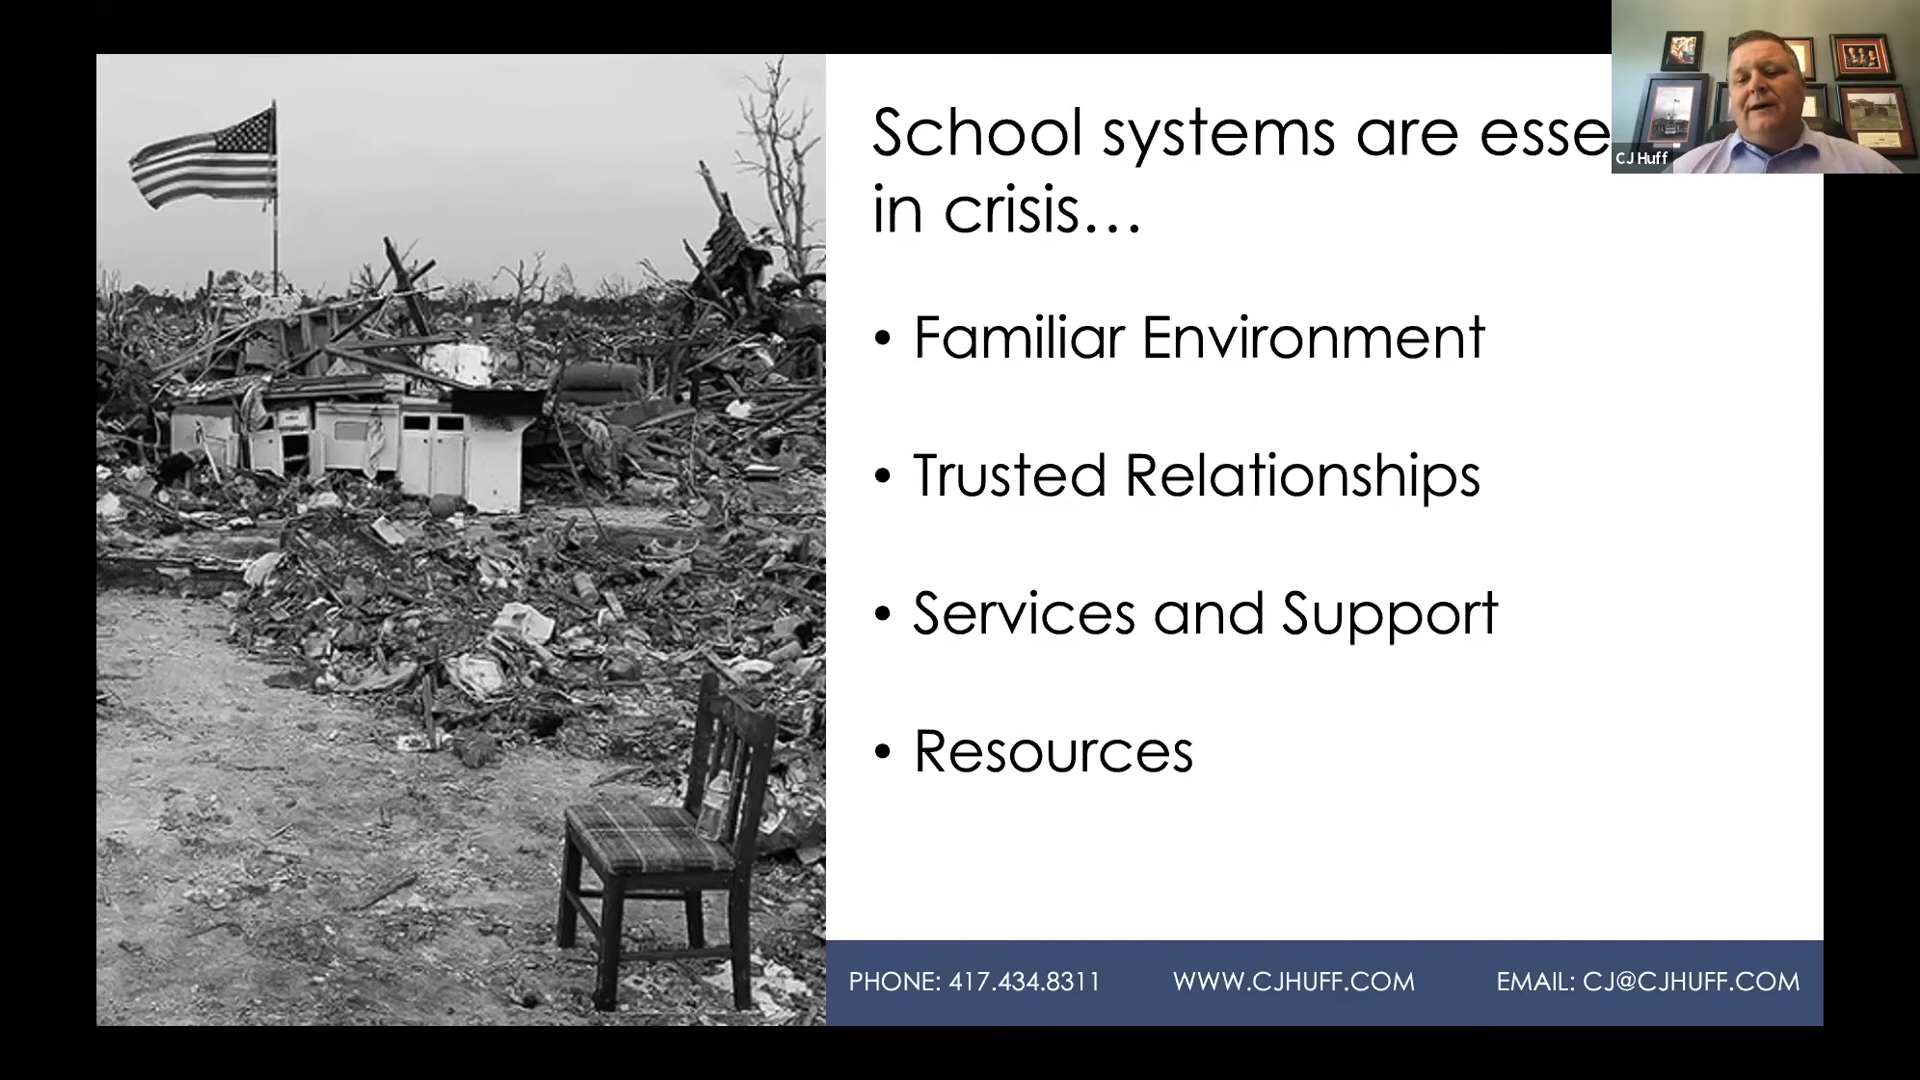 School systems are esse
in crisis…
• Familiar Environment
• Trusted Relationships
• Services and Support
• Resources
CJ Huff
PHONE: 417.434.8311 WWW.CJHUFF.COM EMAIL: CJ@CJHUFF.COM